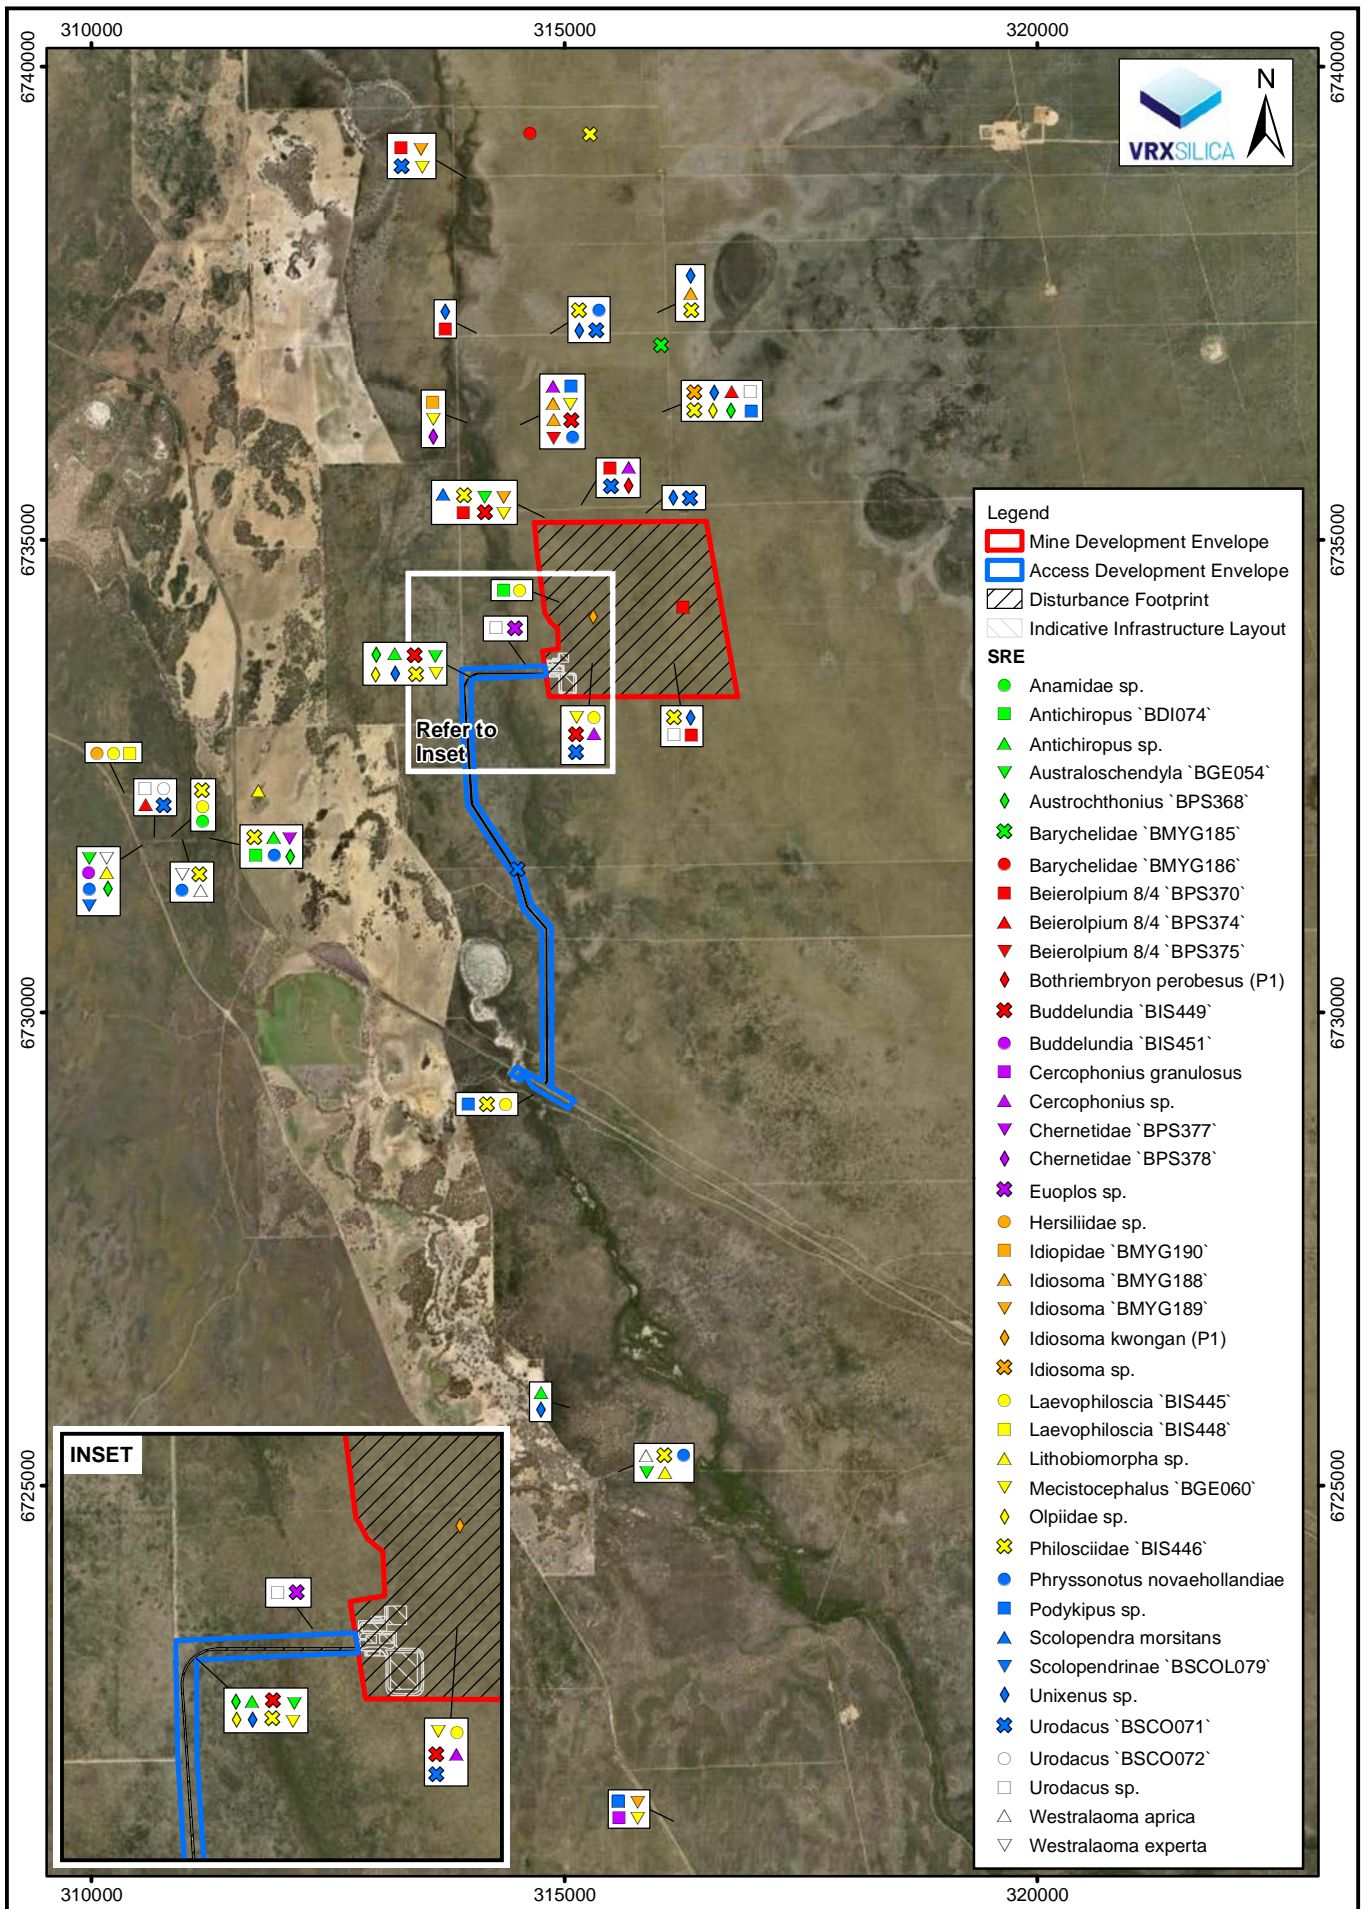 310000
315000
320000
6740000
6740000
VRXSILICA
N
6735000
6735000
Legend
Mine Development Envelope
Access Development Envelope
Disturbance Footprint
Indicative Infrastructure Layout
SRE
Anamidae sp.
Antichiropus `BDI074`
Antichiropus sp.
Australoschendyla `BGE054`
Austrochthonius `BPS368`
Barychelidae `BMYG185`
Barychelidae `BMYG186`
Beierolpium 8/4 `BPS370`
Beierolpium 8/4 `BPS374`
Beierolpium 8/4 `BPS375`
Bothriembryon perobesus (P1)
Buddelundia `BIS449`
Buddelundia `BIS451`
Cercophonius granulosus
Cercophonius sp.
Chernetidae `BPS377`
Chernetidae `BPS378`
Euoplos sp.
Hersiliidae sp.
Idiopidae `BMYG190`
Idiosoma `BMYG188`
Idiosoma `BMYG189`
Idiosoma kwongan (P1)
Idiosoma sp.
Laevophiloscia `BIS445`
Laevophiloscia `BIS448`
Lithobiomorpha sp.
Mecistocephalus `BGE060`
Olpiidae sp.
Philosciidae `BIS446`
Phryssonotus novaehollandiae
Podykipus sp.
Scolopendra morsitans
Scolopendrinae `BSCOL079`
Unixenus sp.
Urodacus `BSCO071`
Urodacus `BSCO072`
Urodacus sp.
Westralaoma aprica
Westralaoma experta
Refer to
Inset
6730000
6730000
6725000
6725000
INSET
310000
315000
320000